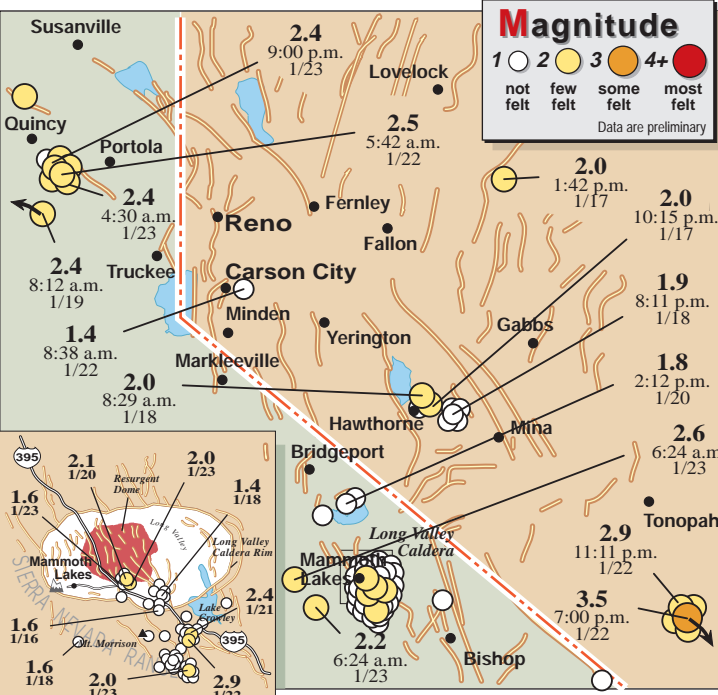 Magnitude
1 2 3 4+
not felt few felt some felt most felt
Data are preliminary
Susanville
2.4
9:00 p.m.
1/23
Lovelock
Quincy
Portola
2.5
5:42 a.m.
1/22
2.0
1:42 p.m.
1/17
2.0
10:15 p.m.
1/17
2.4
4:30 a.m.
1/23
Reno
Fernley
Fallon
2.4
8:12 a.m.
1/19
Truckee
Carson City
1.9
8:11 p.m.
1/18
Minden
Yerington
Gabbs
1.4
8:38 a.m.
1/22
Markleeville
2.0
8:29 a.m.
1/18
1.8
2:12 p.m.
1/20
Hawthorne
Mina
2.6
6:24 a.m
1/23
Bridgeport
Tonopah
Long Valley
Caldera
Mammoth
Lakes
2.9
11:11 p.m.
1/22
3.5
7:00 p.m.
1/22
2.2
6:24 a.m.
1/23
Bishop
395
2.1
1/20
2.0
1/23
1.6
1/23
Resurgent
Dome
1.4
1/18
Long Valley
Long Valley
Caldera Rim
Mammoth
Lakes
2.4
1/21
Lake
Crowley
SIERRA NEVADA RAN
1.6
1/16
Mt. Morrison
395
1.6
1/18
2.0
1/23
2.9
1/22